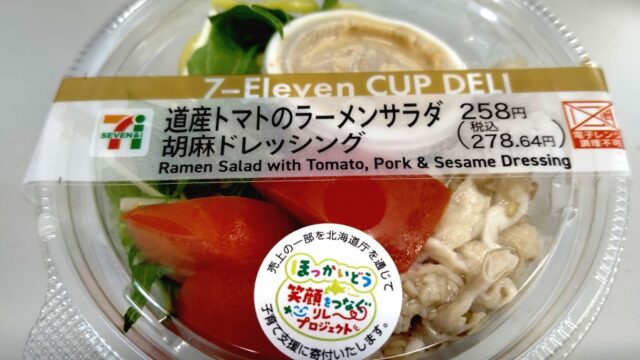 7-Eleven CUP DELI
SEVEN&i
道産トマトのラーメンサラダ
胡麻ドレッシング
258円
(税込
278.64円)
Ramen Salad with Tomato, Pork & Sesame Dressing
電子レンジ
調理不可
売上の一部を北海道庁を通じて
ほっかいどう
笑顔をつなぐ
リレー
プロジェクト
子育て支援に寄付いたします。